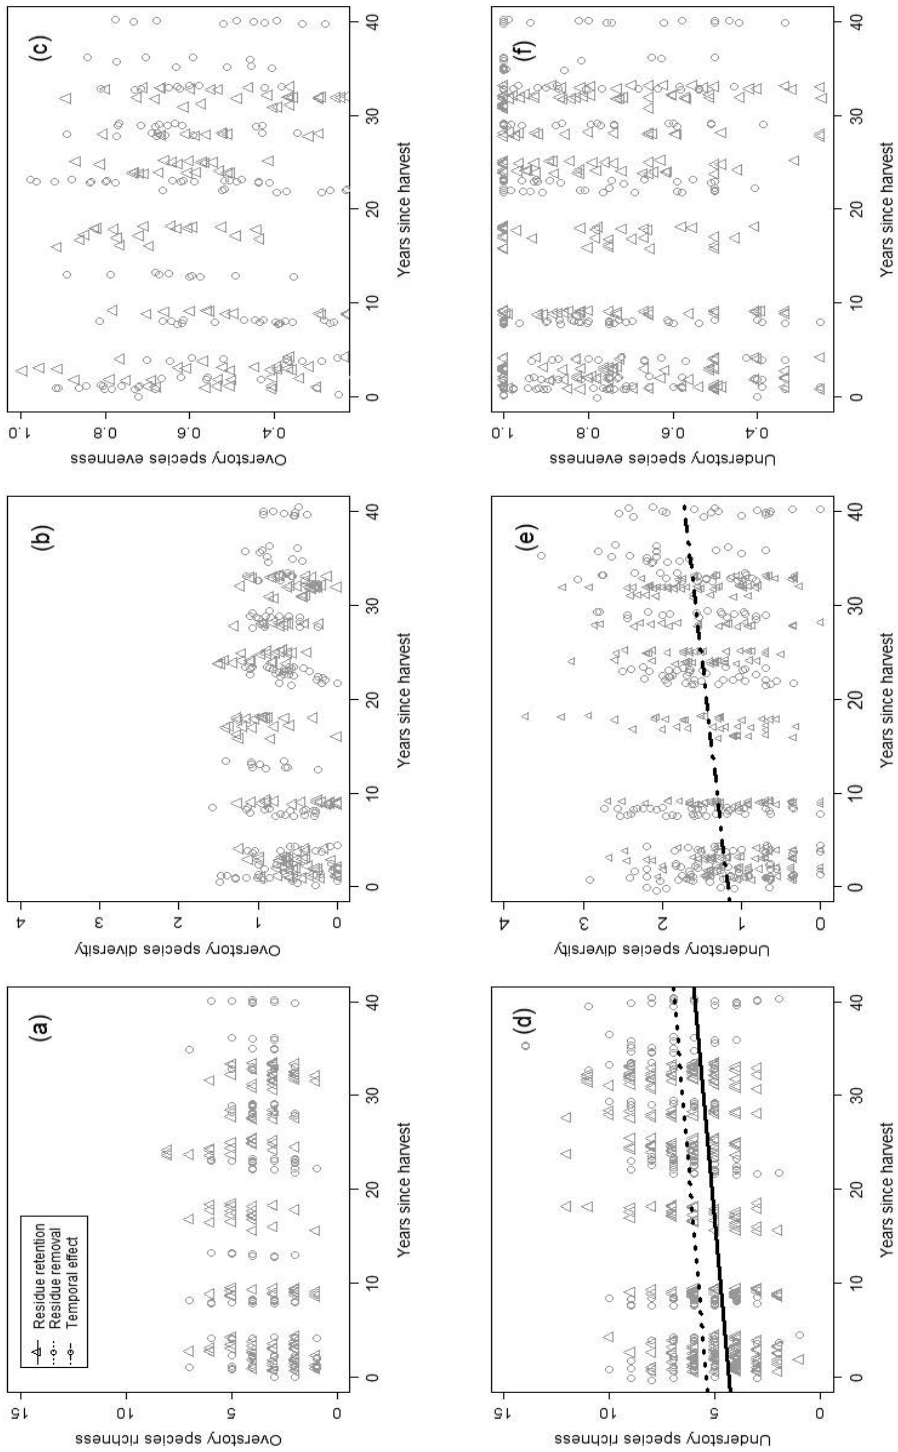 (a)
Residue retention
Residue removal
Temporal effect
Overstory species richness
0
5
10
15
0
10
20
30
40
Years since harvest
(b)
Overstory species diversity
0
1
2
3
4
0
10
20
30
40
Years since harvest
(c)
Overstory species evenness
0.4
0.6
0.8
1.0
0
10
20
30
40
Years since harvest
(d)
Understory species richness
0
5
10
15
0
10
20
30
40
Years since harvest
(e)
Understory species diversity
0
1
2
3
4
0
10
20
30
40
Years since harvest
(f)
Understory species evenness
0.4
0.6
0.8
1.0
0
10
20
30
40
Years since harvest